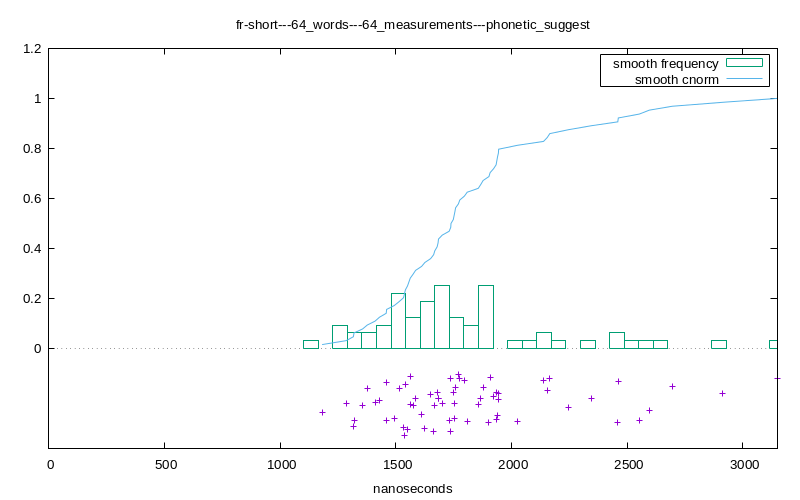 fr-short---64_words---64_measurements---phonetic_suggest
1.2
smooth frequency
smooth cnorm
1
0.8
0.6
0.4
0.2
0
0 500 1000 1500 2000 2500 3000
nanoseconds